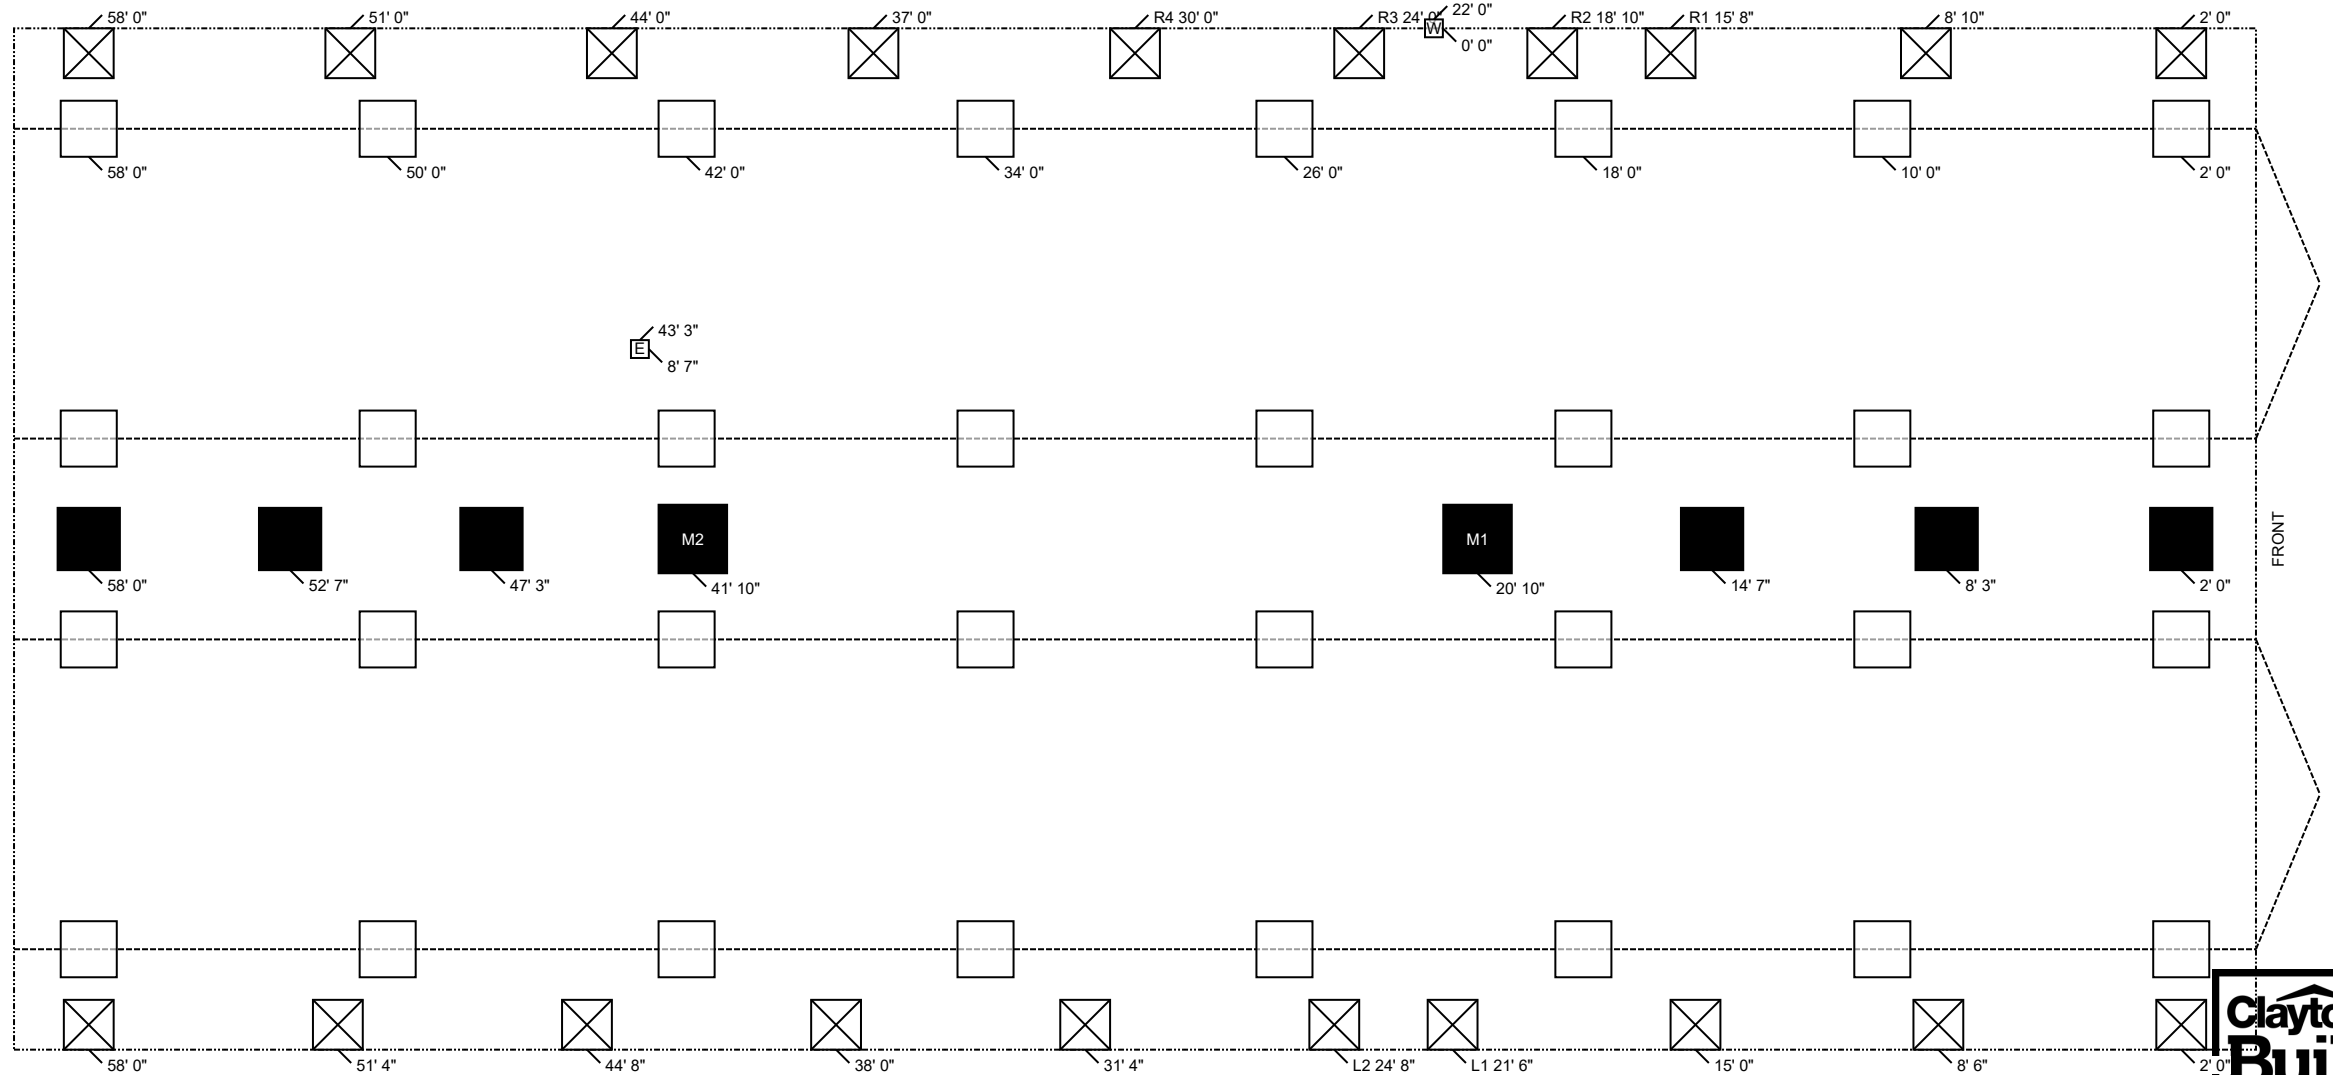 58' 0" 51' 0" 44' 0" 37' 0" R4 30' 0" R3 24' 0" 22' 0" R2 18' 10" R1 15' 8" 8' 10" 2' 0"
W 0' 0"
58' 0" 50' 0" 42' 0" 34' 0" 26' 0" 18' 0" 10' 0" 2' 0"
43' 3"
E
8' 7"
M2 M1 FRONT
58' 0" 52' 7" 47' 3" 41' 10" 20' 10" 14' 7" 8' 3" 2' 0"
58' 0" 51' 4" 44' 8" 38' 0" 31' 4" L2 24' 8" L1 21' 6" 15' 0" 8' 6" 2' 0"